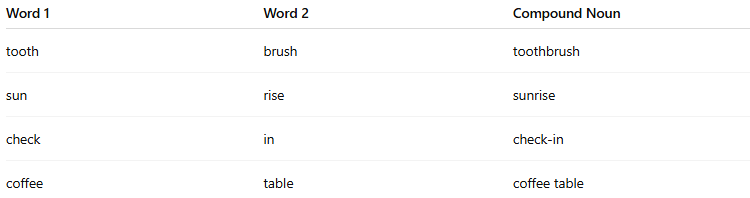 Word 1 Word 2 Compound Noun
tooth brush toothbrush
sun rise sunrise
check in check-in
coffee table coffee table